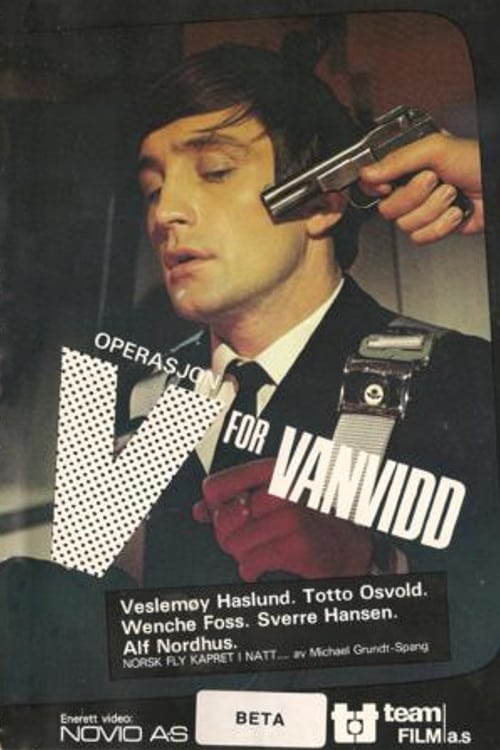 OPERASJON
V FOR VANVIDD
Veslemøy Haslund. Totto Osvold.
Wenche Foss. Sverre Hansen.
Alf Nordhus.
NORSK FLY KAPRET I NATT.... av Michael Grundt-Spang
Enerett video:
NOVIO A·S
BETA
team
FILM a.s